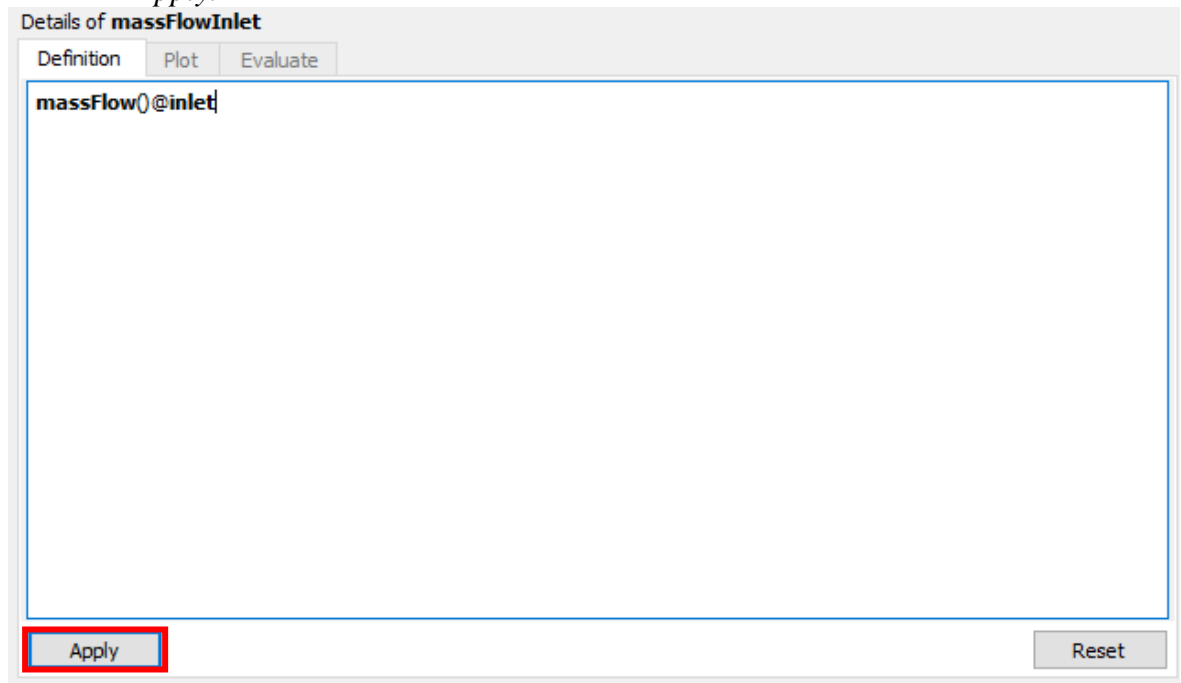 Details of massFlowInlet
Definition Plot Evaluate
massFlow()@inlet
Apply Reset